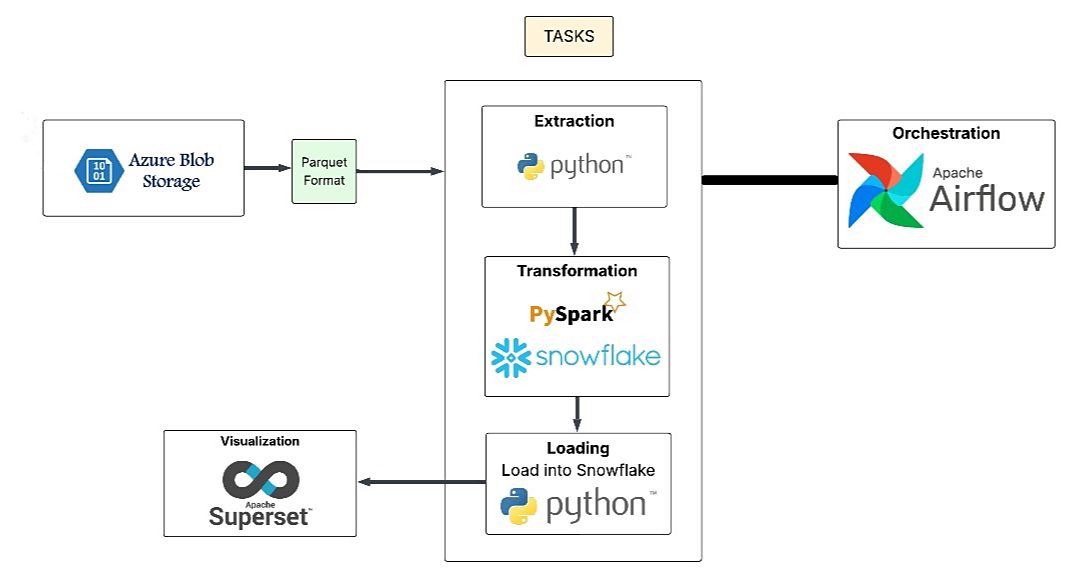 TASKS
Azure Blob
Storage
10
01
Parquet
Format
Extraction
python™
Transformation
PySpark
snowflake
Loading
Load into Snowflake
python™
Visualization
Apache
Superset™
Orchestration
Apache
Airflow